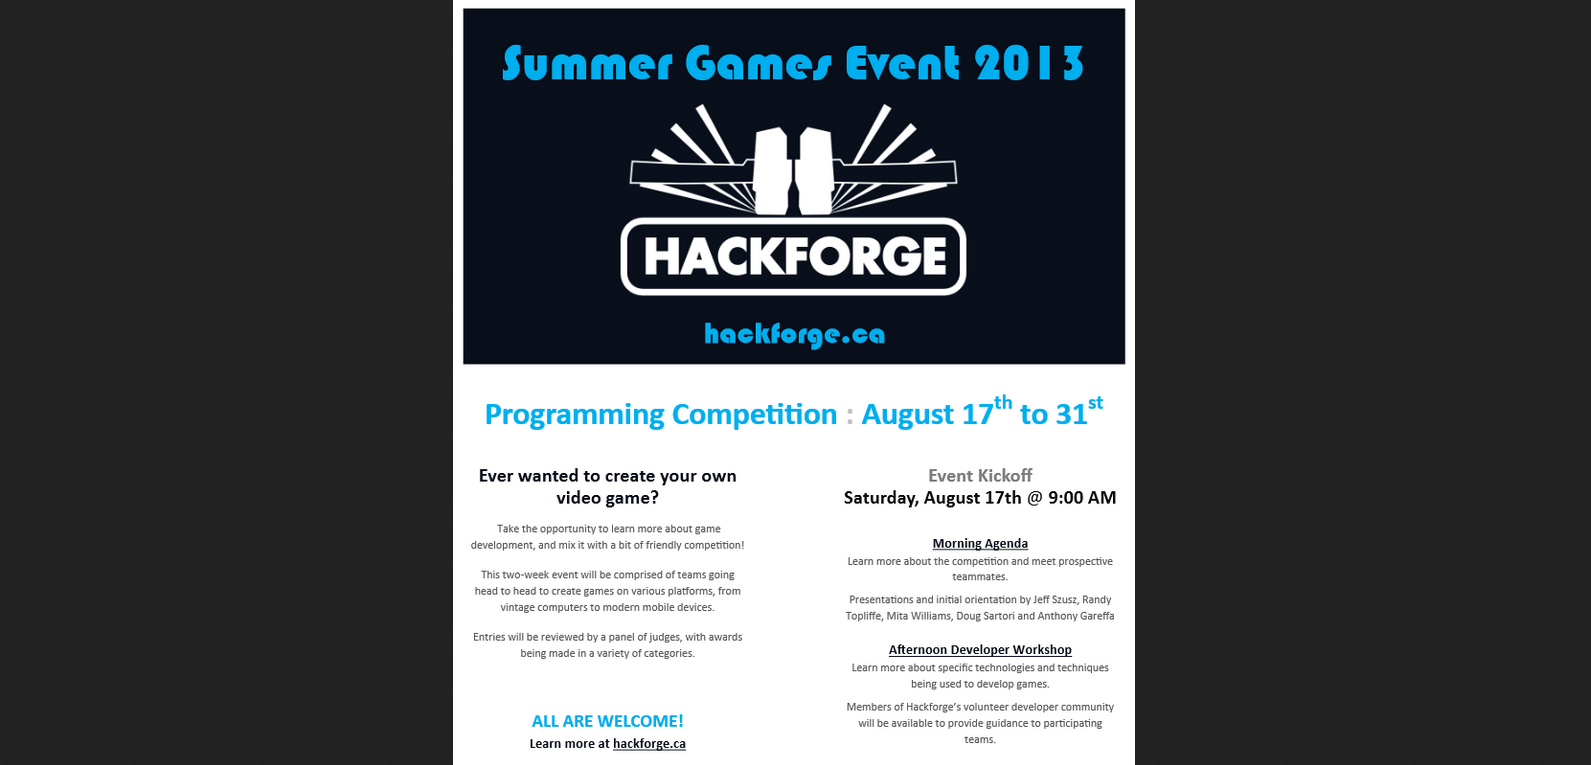 Summer Games Event 2013
HACKFORGE
hackforge.ca
Programming Competition : August 17th to 31st
Ever wanted to create your own
video game?
Take the opportunity to learn more about game
development, and mix it with a bit of friendly competition!
This two-week event will be comprised of teams going
head to head to create games on various platforms, from
vintage computers to modern mobile devices.
Entries will be reviewed by a panel of judges, with awards
being made in a variety of categories.
ALL ARE WELCOME!
Learn more at hackforge.ca
Event Kickoff
Saturday, August 17th @ 9:00 AM
Morning Agenda
Learn more about the competition and meet prospective
teammates.
Presentations and initial orientation by Jeff Szusz, Randy
Topliffe, Mita Williams, Doug Sartori and Anthony Gareffa
Afternoon Developer Workshop
Learn more about specific technologies and techniques
being used to develop games.
Members of Hackforge's volunteer developer community
will be available to provide guidance to participating
teams.